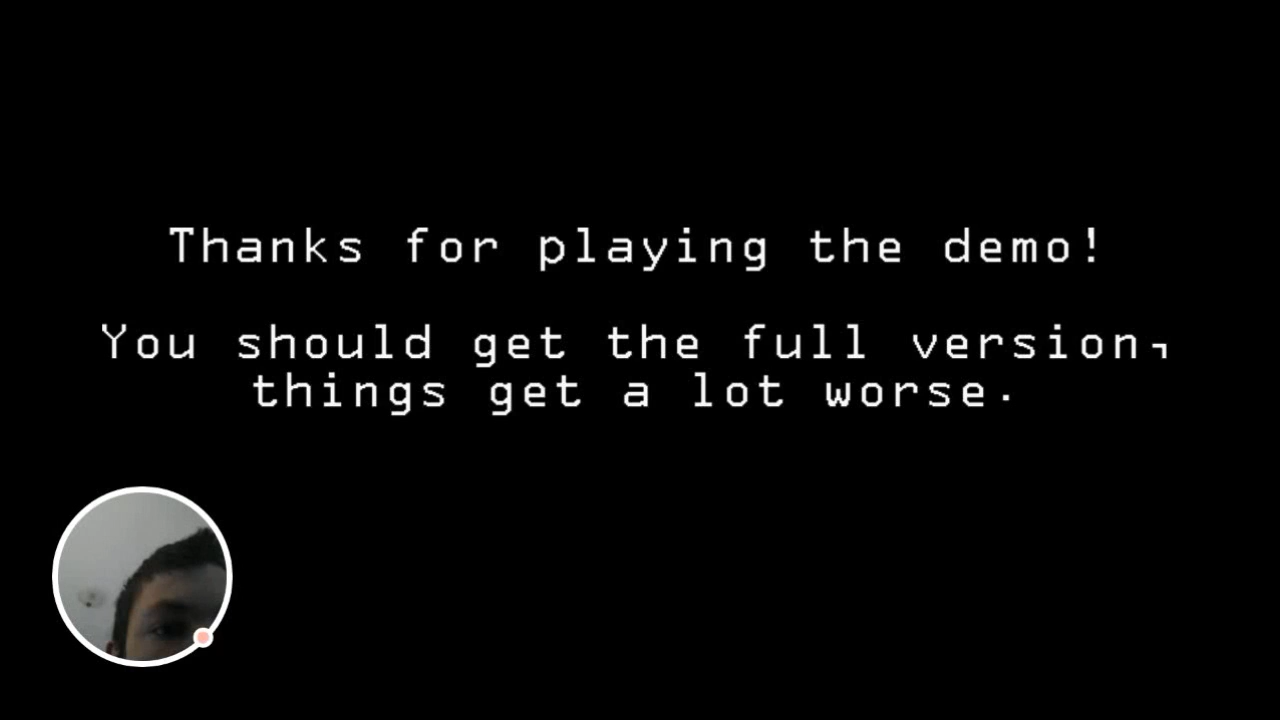 Thanks for playing the demo!
You should get the full version,
things get a lot worse.